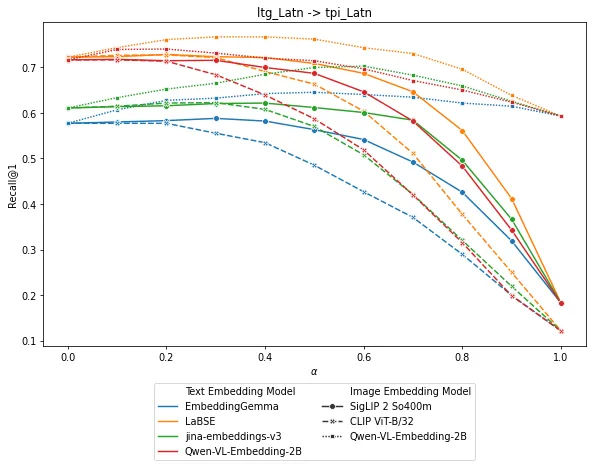 ltg_Latn -> tpi_Latn
Recall@1
0.7
0.6
0.5
0.4
0.3
0.2
0.1
0.0
0.2
0.4
0.6
0.8
1.0
α
Text Embedding Model
EmbeddingGemma
LaBSE
jina-embeddings-v3
Qwen-VL-Embedding-2B
Image Embedding Model
SigLIP 2 So400m
CLIP ViT-B/32
Qwen-VL-Embedding-2B